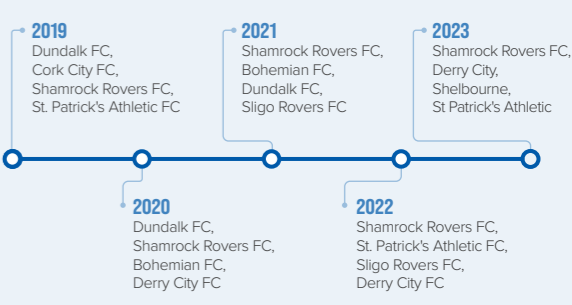 2019
Dundalk FC,
Cork City FC,
Shamrock Rovers FC,
St. Patrick's Athletic FC
2020
Dundalk FC,
Shamrock Rovers FC,
Bohemian FC,
Derry City FC
2021
Shamrock Rovers FC,
Bohemian FC,
Dundalk FC,
Sligo Rovers FC
2022
Shamrock Rovers FC,
St. Patrick's Athletic FC,
Sligo Rovers FC,
Derry City FC
2023
Shamrock Rovers FC,
Derry City,
Shelbourne,
St Patrick's Athletic